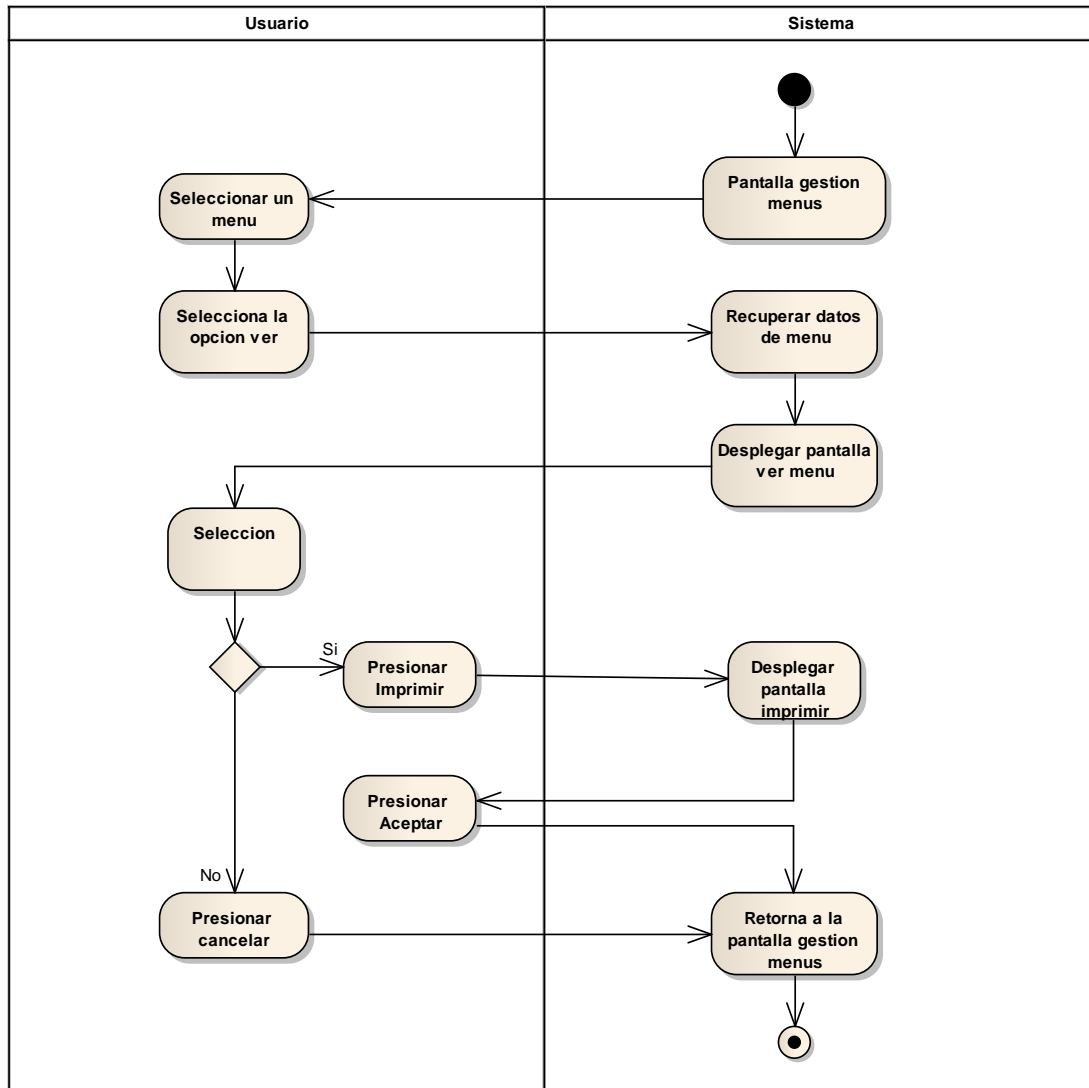 Usuario
Sistema
Pantalla gestion
menus
Seleccionar un
menu
Selecciona la
opcion ver
Recuperar datos
de menu
Desplegar pantalla
ver menu
Seleccion
Si
Presionar
Imprimir
Desplegar
pantalla
imprimir
Presionar
Aceptar
No
Presionar
cancelar
Retorna a la
pantalla gestion
menus